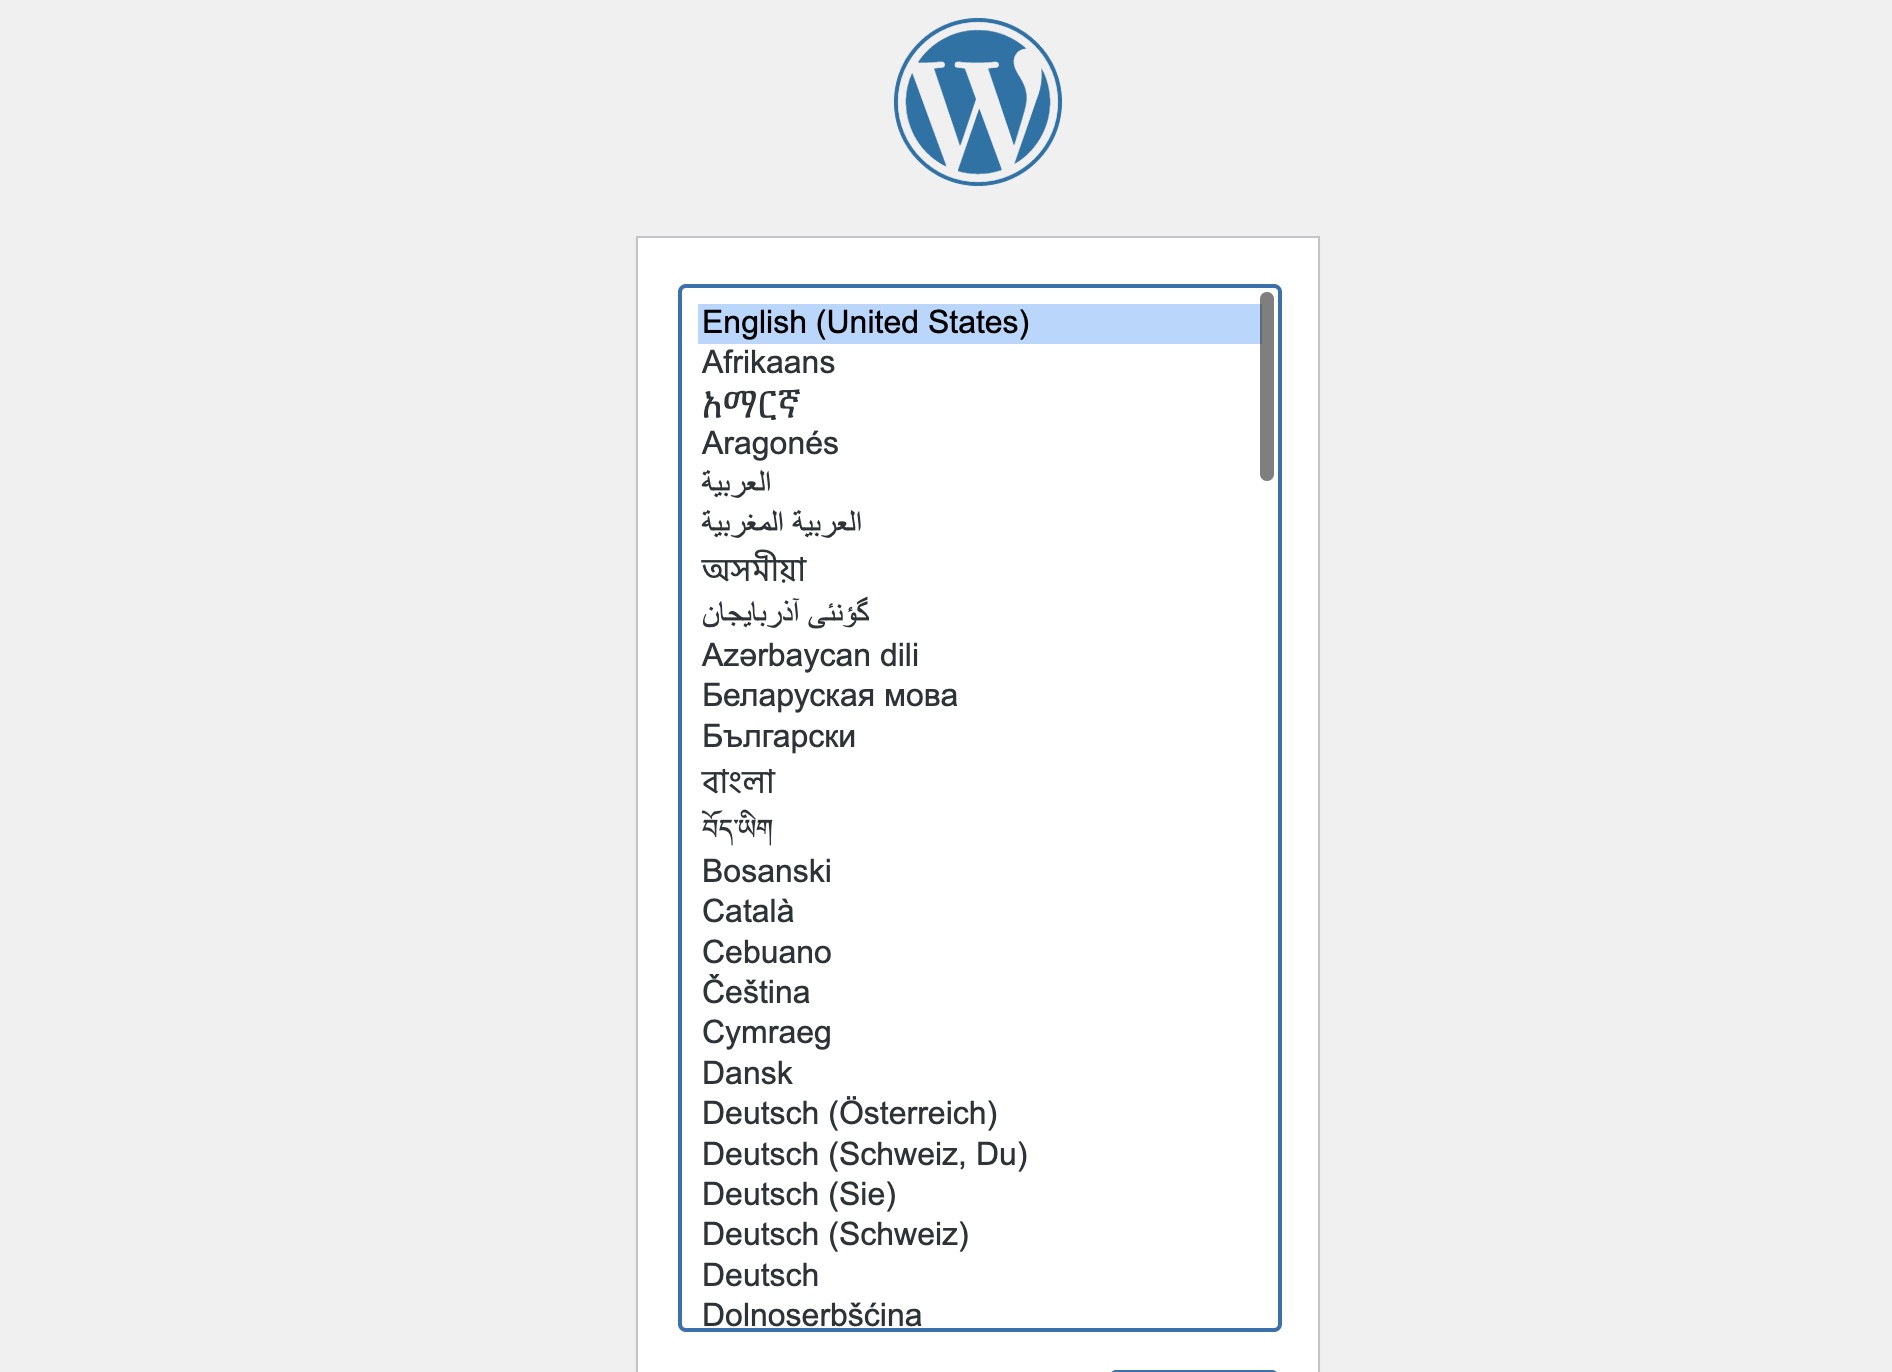 English (United States)
Afrikaans
አማርኛ
Aragonés
العربية
العربية المغربية
অসমীয়া
گؤنئی آذربایجان
Azərbaycan dili
Беларуская мова
Български
বাংলা
བོད་ཡིག
Bosanski
Català
Cebuano
Čeština
Cymraeg
Dansk
Deutsch (Österreich)
Deutsch (Schweiz, Du)
Deutsch (Sie)
Deutsch (Schweiz)
Deutsch
Dolnoserbšćina